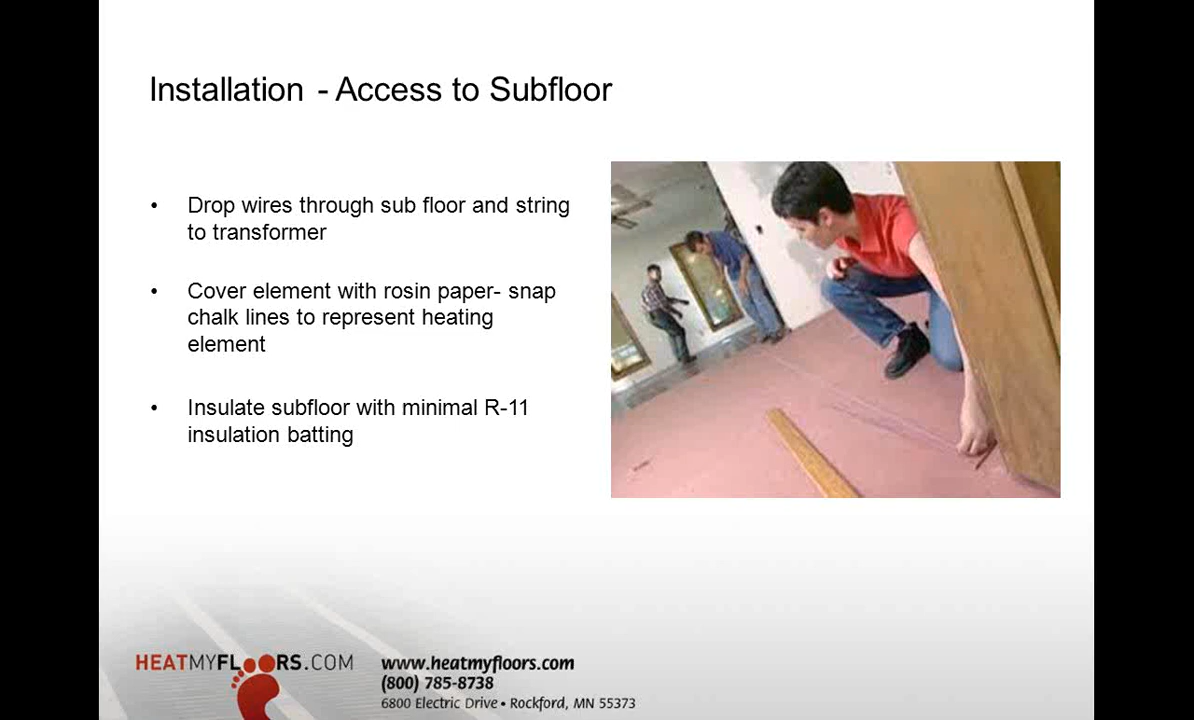 Installation - Access to Subfloor
• Drop wires through sub floor and string
to transformer
• Cover element with rosin paper- snap
chalk lines to represent heating
element
• Insulate subfloor with minimal R-11
insulation batting
HEATMYFLOORS.COM
www.heatmyfloors.com
(800) 785-8738
6800 Electric Drive • Rockford, MN 55373